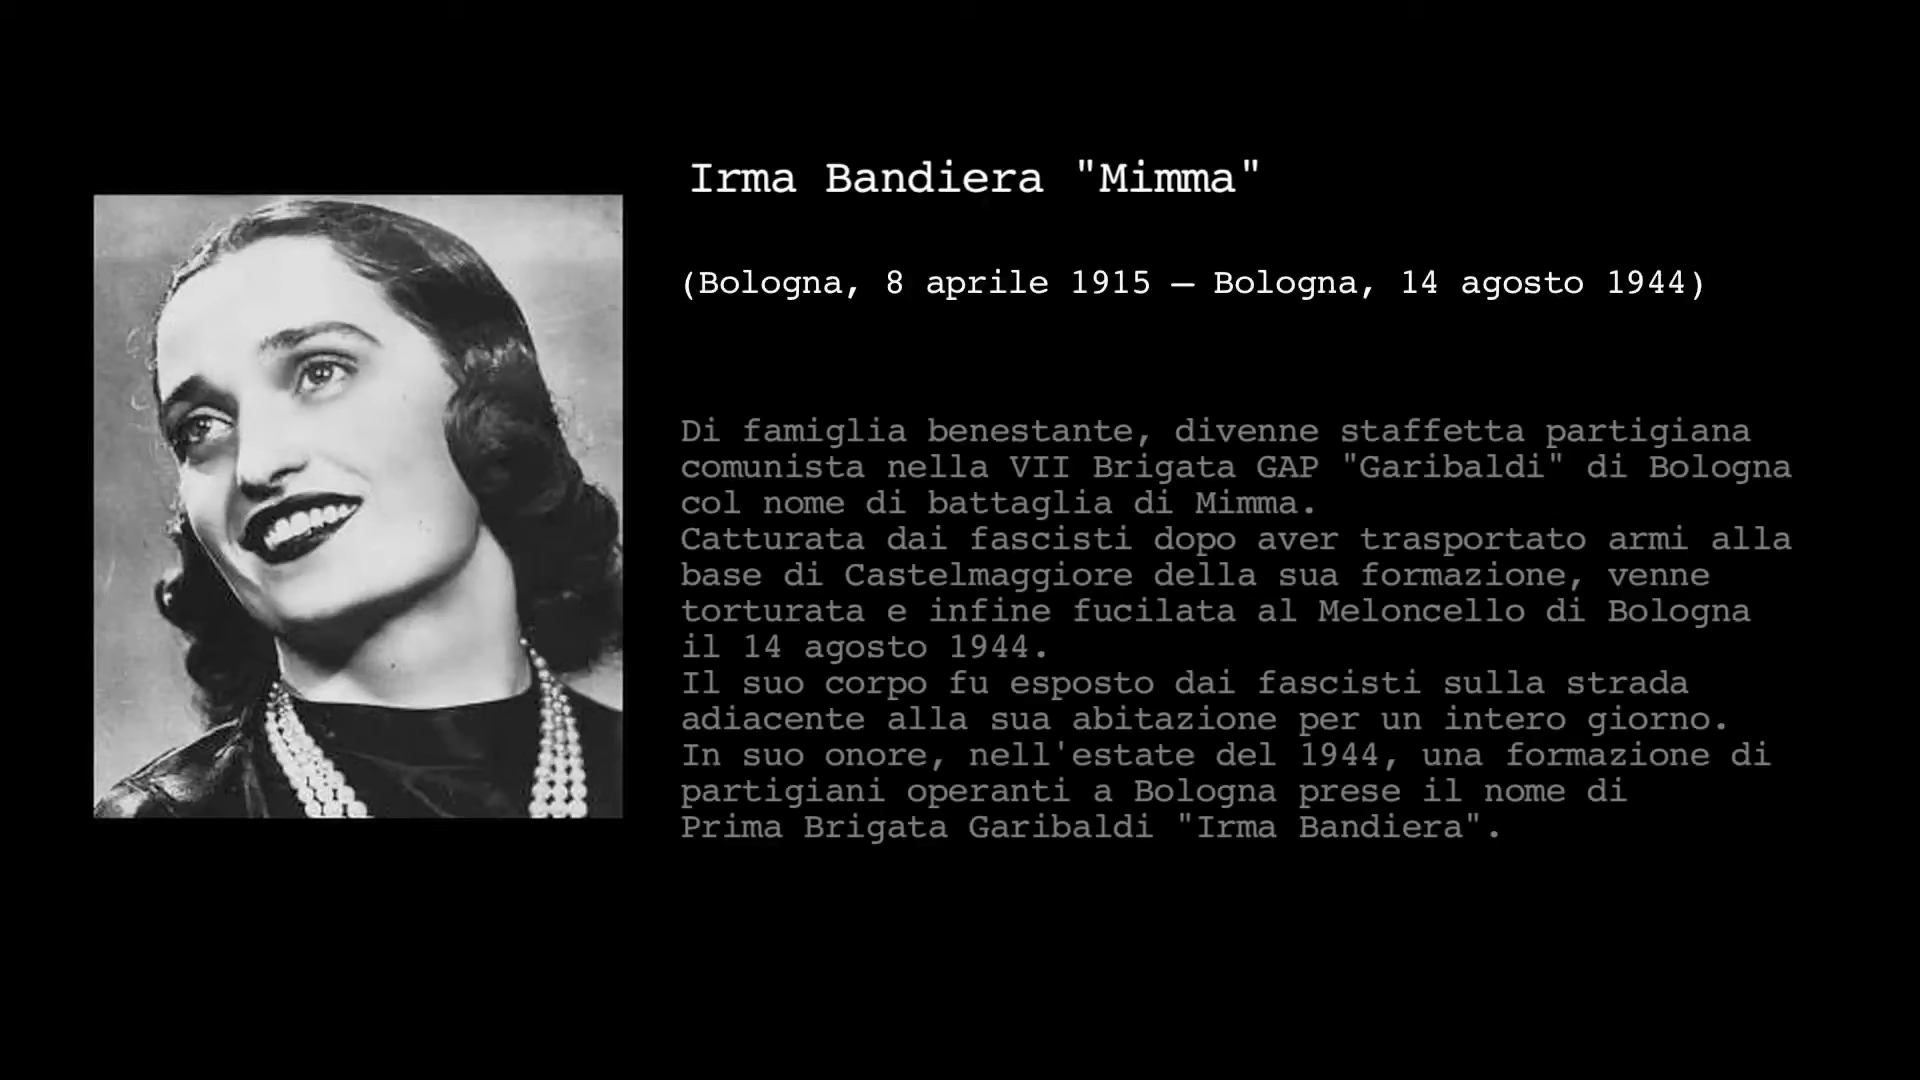 Irma Bandiera "Mimma"
(Bologna, 8 aprile 1915 – Bologna, 14 agosto 1944)
Di famiglia benestante, divenne staffetta partigiana
comunista nella VII Brigata GAP "Garibaldi" di Bologna
col nome di battaglia di Mimma.
Catturata dai fascisti dopo aver trasportato armi alla
base di Castelmaggiore della sua formazione, venne
torturata e infine fucilata al Meloncello di Bologna
il 14 agosto 1944.
Il suo corpo fu esposto dai fascisti sulla strada
adiacente alla sua abitazione per un intero giorno.
In suo onore, nell'estate del 1944, una formazione di
partigiani operanti a Bologna prese il nome di
Prima Brigata Garibaldi "Irma Bandiera".